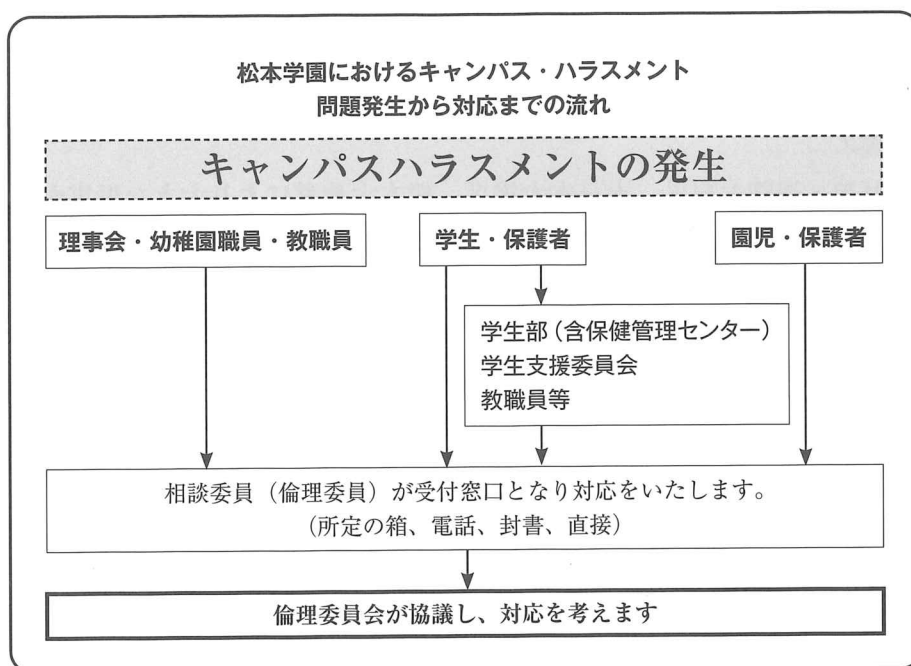 松本学園におけるキャンパス・ハラスメント
問題発生から対応までの流れ
キャンパスハラスメントの発生
理事会・幼稚園職員・教職員
学生・保護者
園児・保護者
学生部（含保健管理センター）
学生支援委員会
教職員等
相談委員（倫理委員）が受付窓口となり対応をいたします。
（所定の箱、電話、封書、直接）
倫理委員会が協議し、対応を考えます